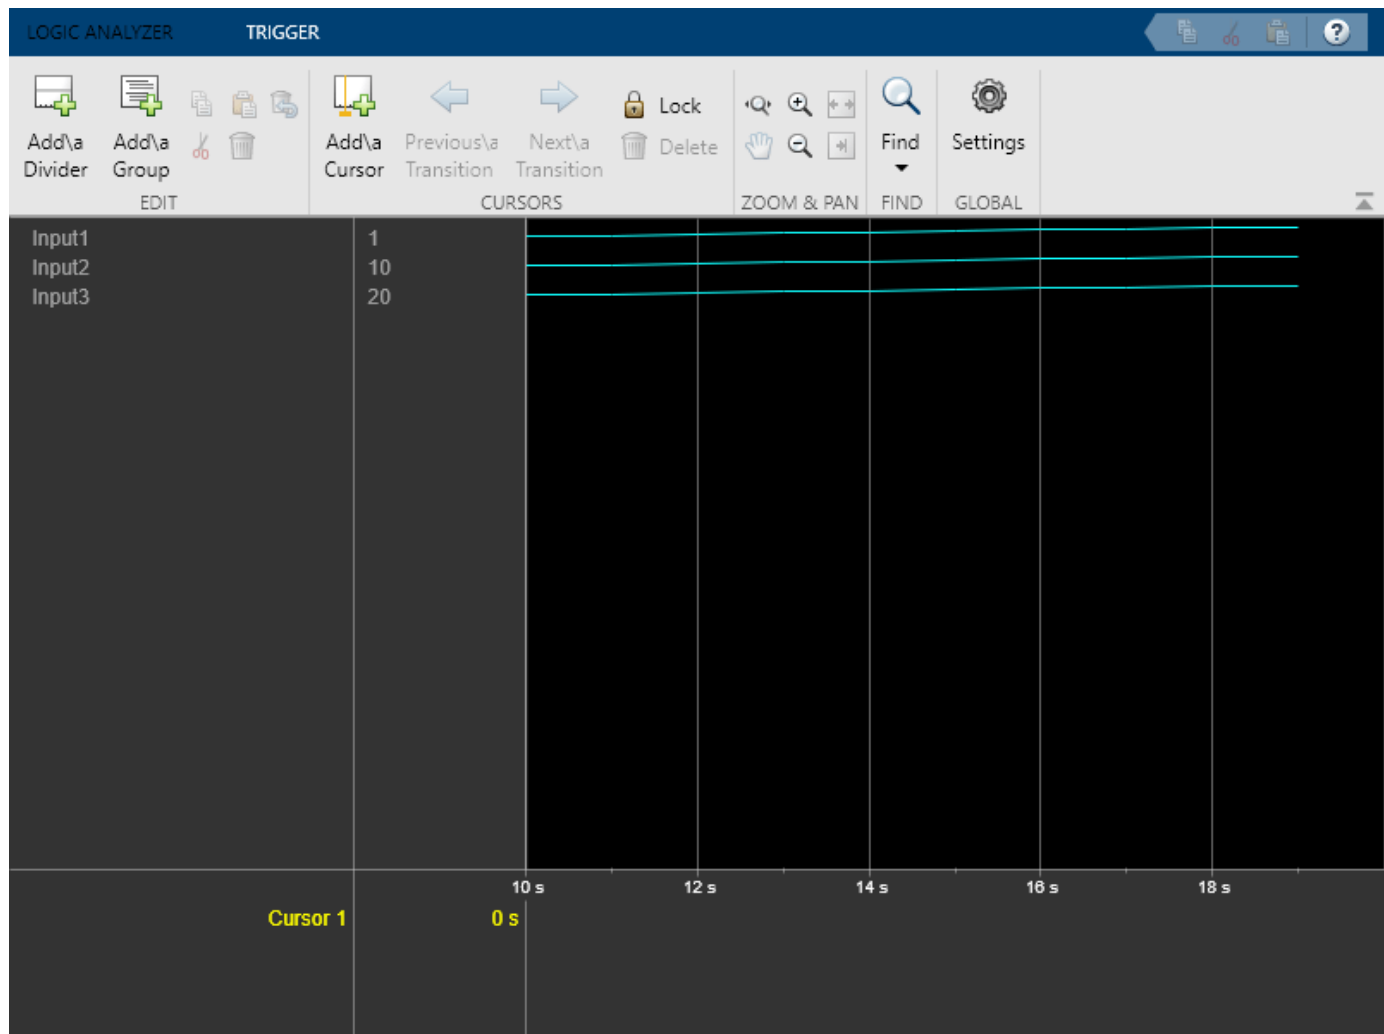 LOGIC ANALYZER TRIGGER ?
Add\a Divider
Add\a Group
Add\a Cursor
Previous\a Transition
Next\a Transition
Lock
Delete
Find
Settings
EDIT CURSORS ZOOM & PAN FIND GLOBAL
Input1 1
Input2 10
Input3 20
10 s 12 s 14 s 16 s 18 s
Cursor 1 0 s